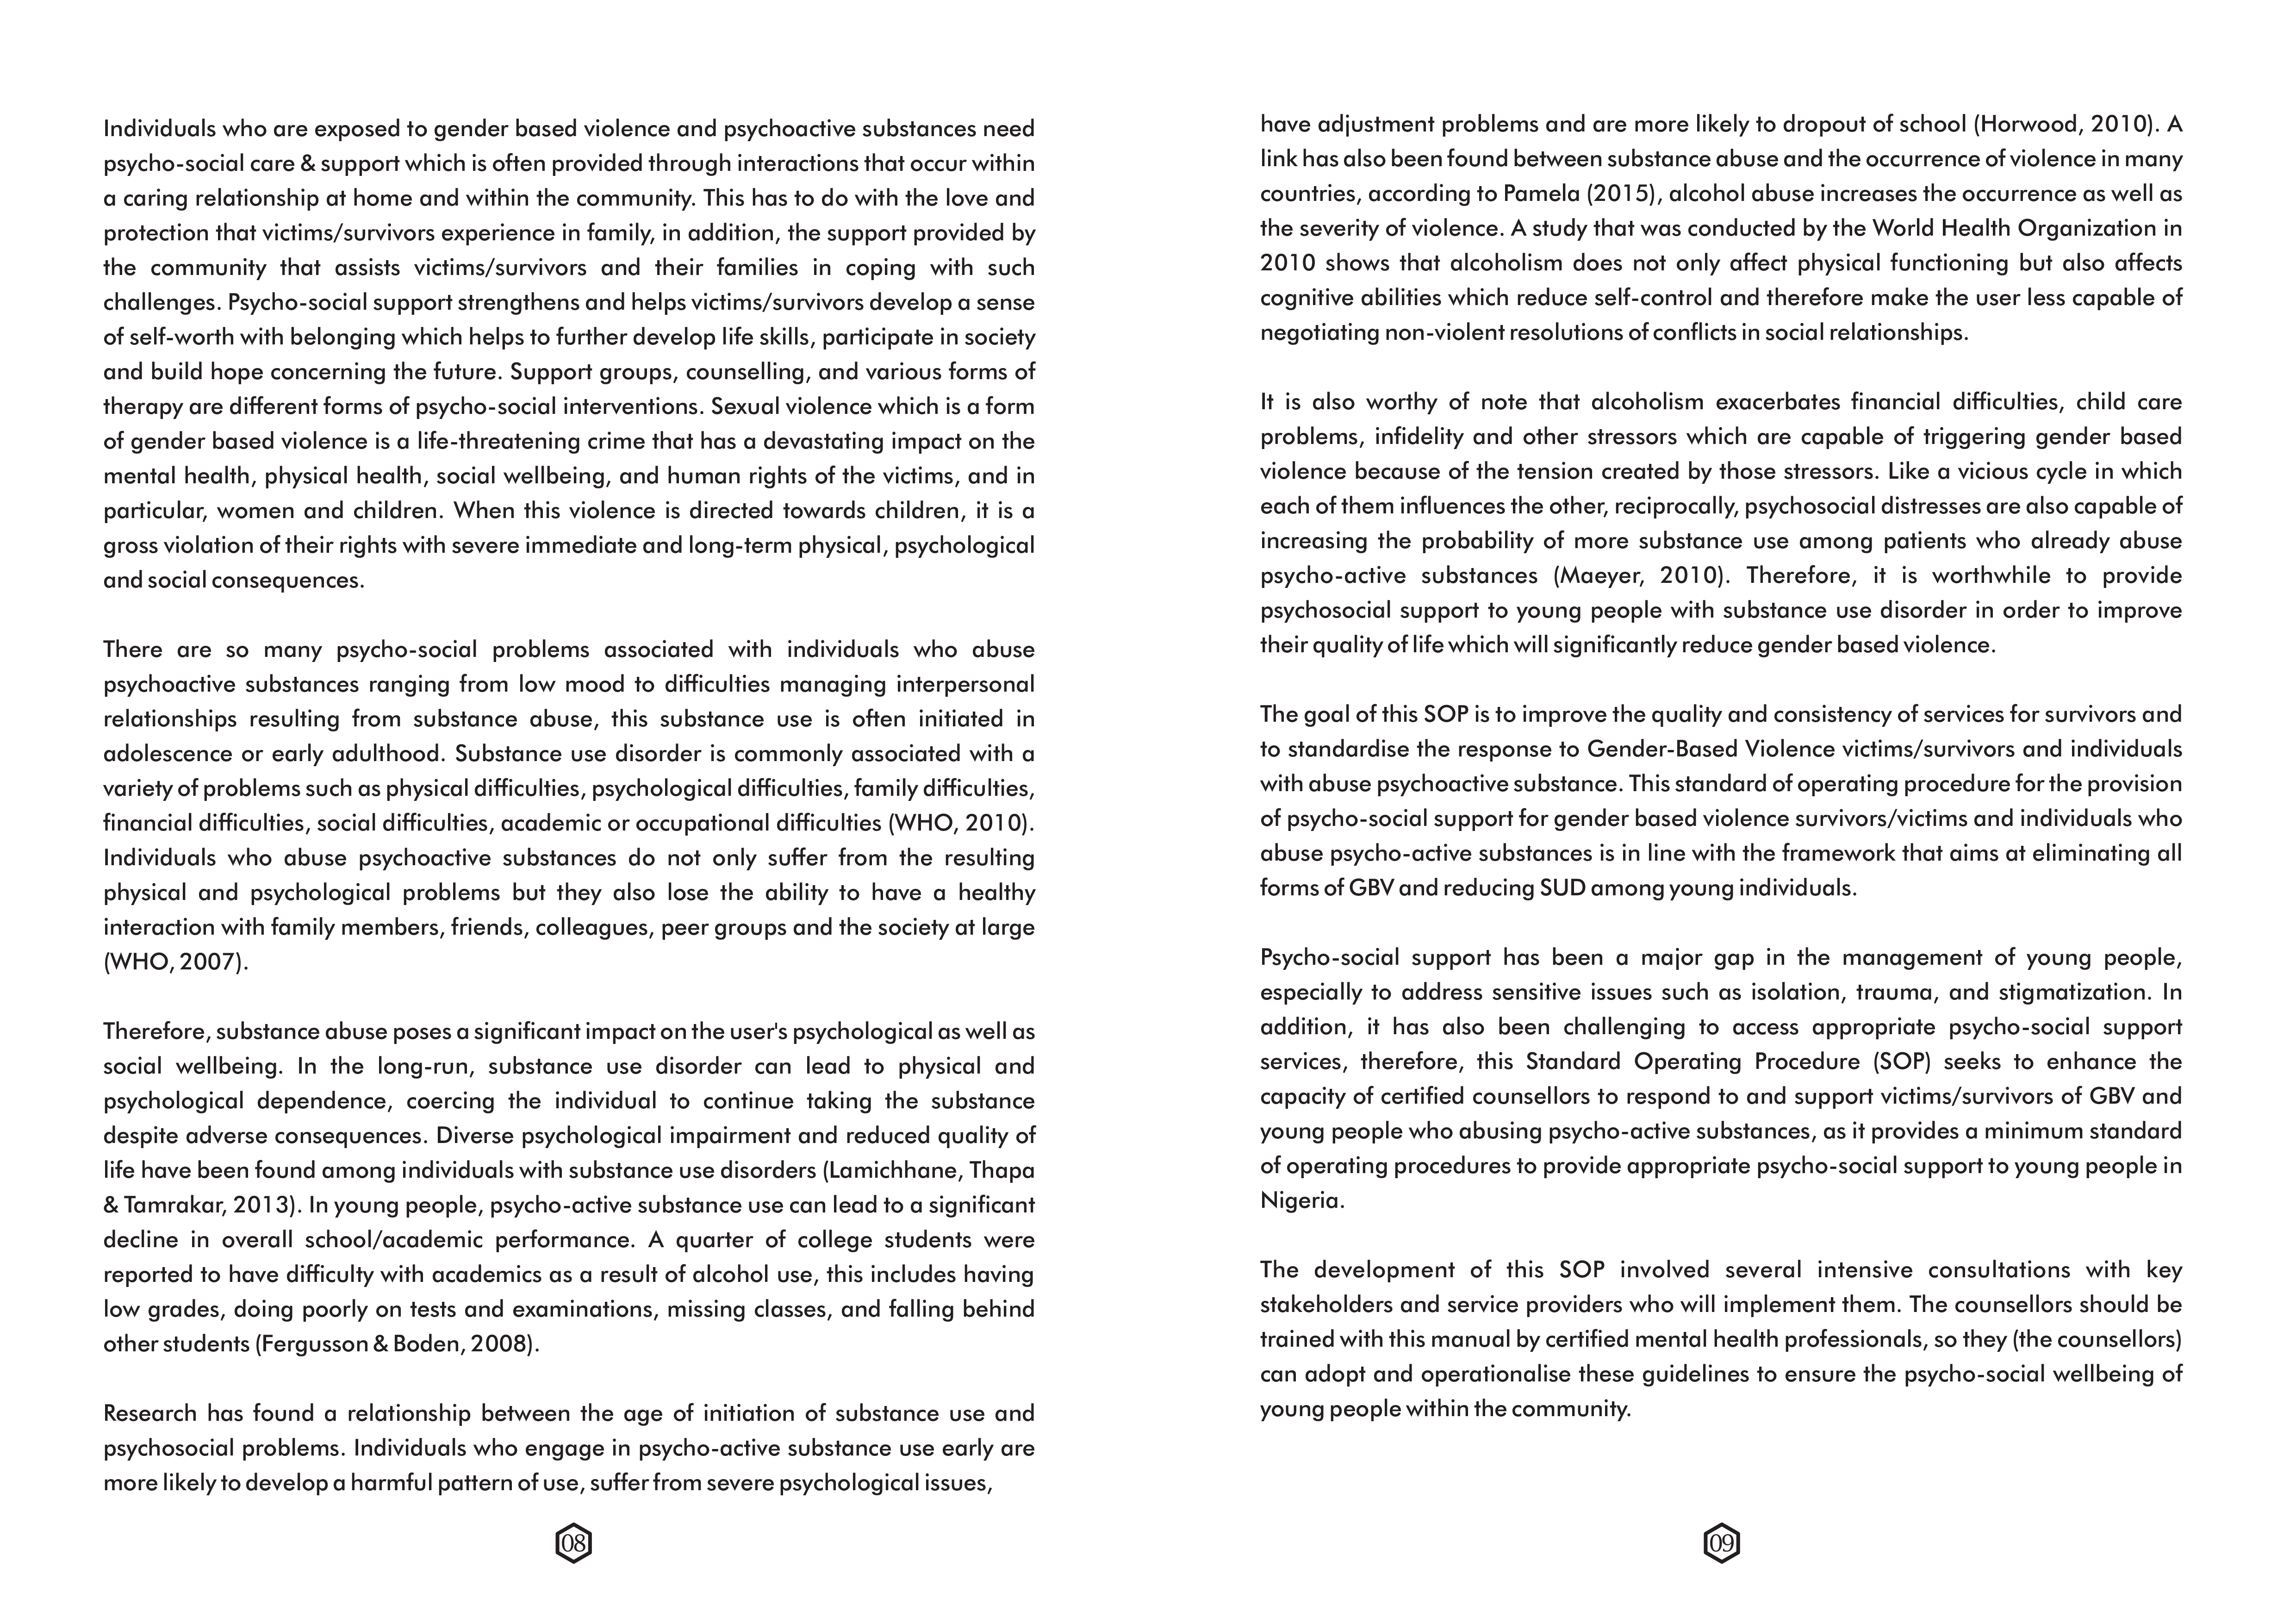 Individuals who are exposed to gender based violence and psychoactive substances need
psycho-social care & support which is often provided through interactions that occur within
a caring relationship at home and within the community. This has to do with the love and
protection that victims/survivors experience in family, in addition, the support provided by
the community that assists victims/survivors and their families in coping with such
challenges. Psycho-social support strengthens and helps victims/survivors develop a sense
of self-worth with belonging which helps to further develop life skills, participate in society
and build hope concerning the future. Support groups, counselling, and various forms of
therapy are different forms of psycho-social interventions. Sexual violence which is a form
of gender based violence is a life-threatening crime that has a devastating impact on the
mental health, physical health, social wellbeing, and human rights of the victims, and in
particular, women and children. When this violence is directed towards children, it is a
gross violation of their rights with severe immediate and long-term physical, psychological
and social consequences.
There are so many psycho-social problems associated with individuals who abuse
psychoactive substances ranging from low mood to difficulties managing interpersonal
relationships resulting from substance abuse, this substance use is often initiated in
adolescence or early adulthood. Substance use disorder is commonly associated with a
variety of problems such as physical difficulties, psychological difficulties, family difficulties,
financial difficulties, social difficulties, academic or occupational difficulties (WHO, 2010).
Individuals who abuse psychoactive substances do not only suffer from the resulting
physical and psychological problems but they also lose the ability to have a healthy
interaction with family members, friends, colleagues, peer groups and the society at large
(WHO, 2007).
Therefore, substance abuse poses a significant impact on the user's psychological as well as
social wellbeing. In the long-run, substance use disorder can lead to physical and
psychological dependence, coercing the individual to continue taking the substance
despite adverse consequences. Diverse psychological impairment and reduced quality of
life have been found among individuals with substance use disorders (Lamichhane, Thapa
& Tamrakar, 2013). In young people, psycho-active substance use can lead to a significant
decline in overall school/academic performance. A quarter of college students were
reported to have difficulty with academics as a result of alcohol use, this includes having
low grades, doing poorly on tests and examinations, missing classes, and falling behind
other students (Fergusson & Boden, 2008).
Research has found a relationship between the age of initiation of substance use and
psychosocial problems. Individuals who engage in psycho-active substance use early are
more likely to develop a harmful pattern of use, suffer from severe psychological issues,
08
have adjustment problems and are more likely to dropout of school (Horwood, 2010). A
link has also been found between substance abuse and the occurrence of violence in many
countries, according to Pamela (2015), alcohol abuse increases the occurrence as well as
the severity of violence. A study that was conducted by the World Health Organization in
2010 shows that alcoholism does not only affect physical functioning but also affects
cognitive abilities which reduce self-control and therefore make the user less capable of
negotiating non-violent resolutions of conflicts in social relationships.
It is also worthy of note that alcoholism exacerbates financial difficulties, child care
problems, infidelity and other stressors which are capable of triggering gender based
violence because of the tension created by those stressors. Like a vicious cycle in which
each of them influences the other, reciprocally, psychosocial distresses are also capable of
increasing the probability of more substance use among patients who already abuse
psycho-active substances (Maeyer, 2010). Therefore, it is worthwhile to provide
psychosocial support to young people with substance use disorder in order to improve
their quality of life which will significantly reduce gender based violence.
The goal of this SOP is to improve the quality and consistency of services for survivors and
to standardise the response to Gender-Based Violence victims/survivors and individuals
with abuse psychoactive substance. This standard of operating procedure for the provision
of psycho-social support for gender based violence survivors/victims and individuals who
abuse psycho-active substances is in line with the framework that aims at eliminating all
forms of GBV and reducing SUD among young individuals.
Psycho-social support has been a major gap in the management of young people,
especially to address sensitive issues such as isolation, trauma, and stigmatization. In
addition, it has also been challenging to access appropriate psycho-social support
services, therefore, this Standard Operating Procedure (SOP) seeks to enhance the
capacity of certified counsellors to respond to and support victims/survivors of GBV and
young people who abusing psycho-active substances, as it provides a minimum standard
of operating procedures to provide appropriate psycho-social support to young people in
Nigeria.
The development of this SOP involved several intensive consultations with key
stakeholders and service providers who will implement them. The counsellors should be
trained with this manual by certified mental health professionals, so they (the counsellors)
can adopt and operationalise these guidelines to ensure the psycho-social wellbeing of
young people within the community.
09